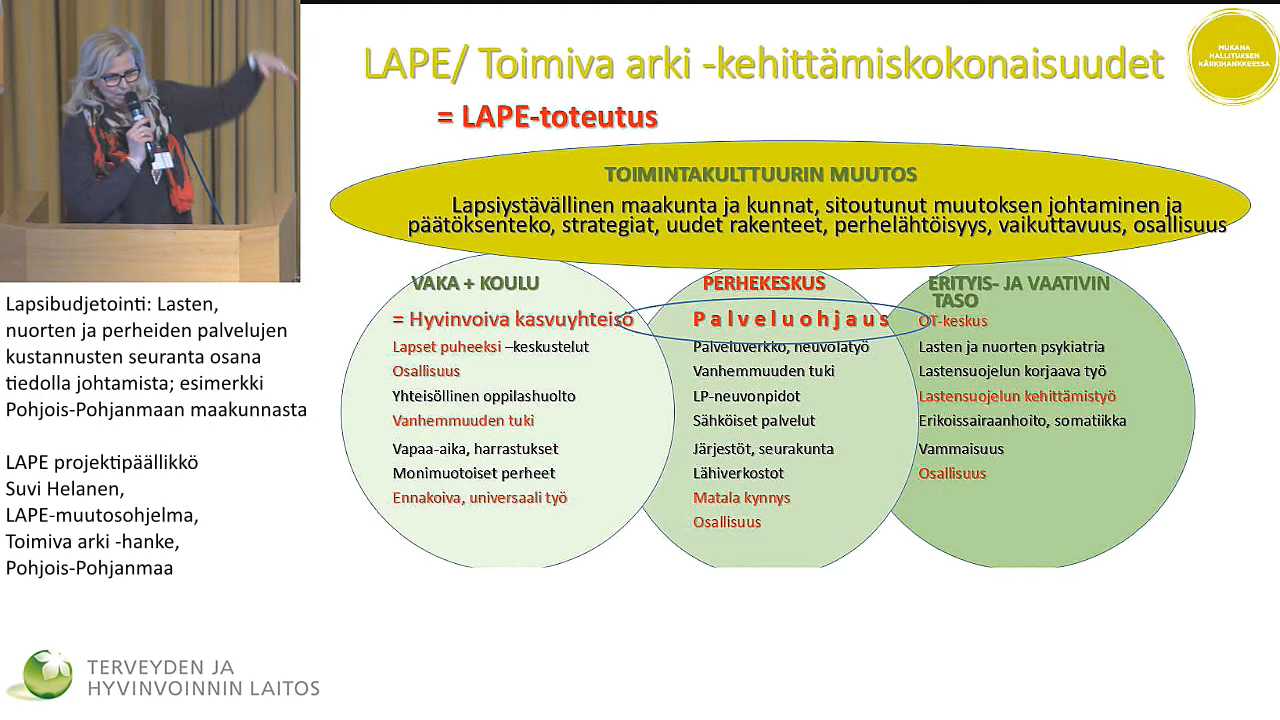 LAPE/ Toimiva arki -kehittämiskokonaisuudet
MUKANA
HALLITUKSEN
KÄRKIHANKKEESSA
= LAPE-toteutus
TOIMINTAKULTTUURIN MUUTOS
Lapsiystävällinen maakunta ja kunnat, sitoutunut muutoksen johtaminen ja
päätöksenteko, strategiat, uudet rakenteet, perhelähtöisyys, vaikuttavuus, osallisuus
VAKA + KOULU
= Hyvinvoiva kasvuyhteisö
Lapset puheeksi –keskustelut
Osallisuus
Yhteisöllinen oppilashuolto
Vanhemmuuden tuki
Vapaa-aika, harrastukset
Monimuotoiset perheet
Ennakoiva, universaali työ
PERHEKESKUS
P a l v e l u o h j a u s
Palveluverkko, neuvolatyö
Vanhemmuuden tuki
LP-neuvonpidot
Sähköiset palvelut
Järjestöt, seurakunta
Lähiverkostot
Matala kynnys
Osallisuus
ERITYIS- JA VAATIVIN
TASO
OT-keskus
Lasten ja nuorten psykiatria
Lastensuojelun korjaava työ
Lastensuojelun kehittämistyö
Erikoissairaanhoito, somatiikka
Vammaisuus
Osallisuus
Lapsibudjetointi: Lasten,
nuorten ja perheiden palvelujen
kustannusten seuranta osana
tiedolla johtamista; esimerkki
Pohjois-Pohjanmaan maakunnasta
LAPE projektipäällikkö
Suvi Helanen,
LAPE-muutosohjelma,
Toimiva arki -hanke,
Pohjois-Pohjanmaa
TERVEYDEN JA
HYVINVOINNIN LAITOS